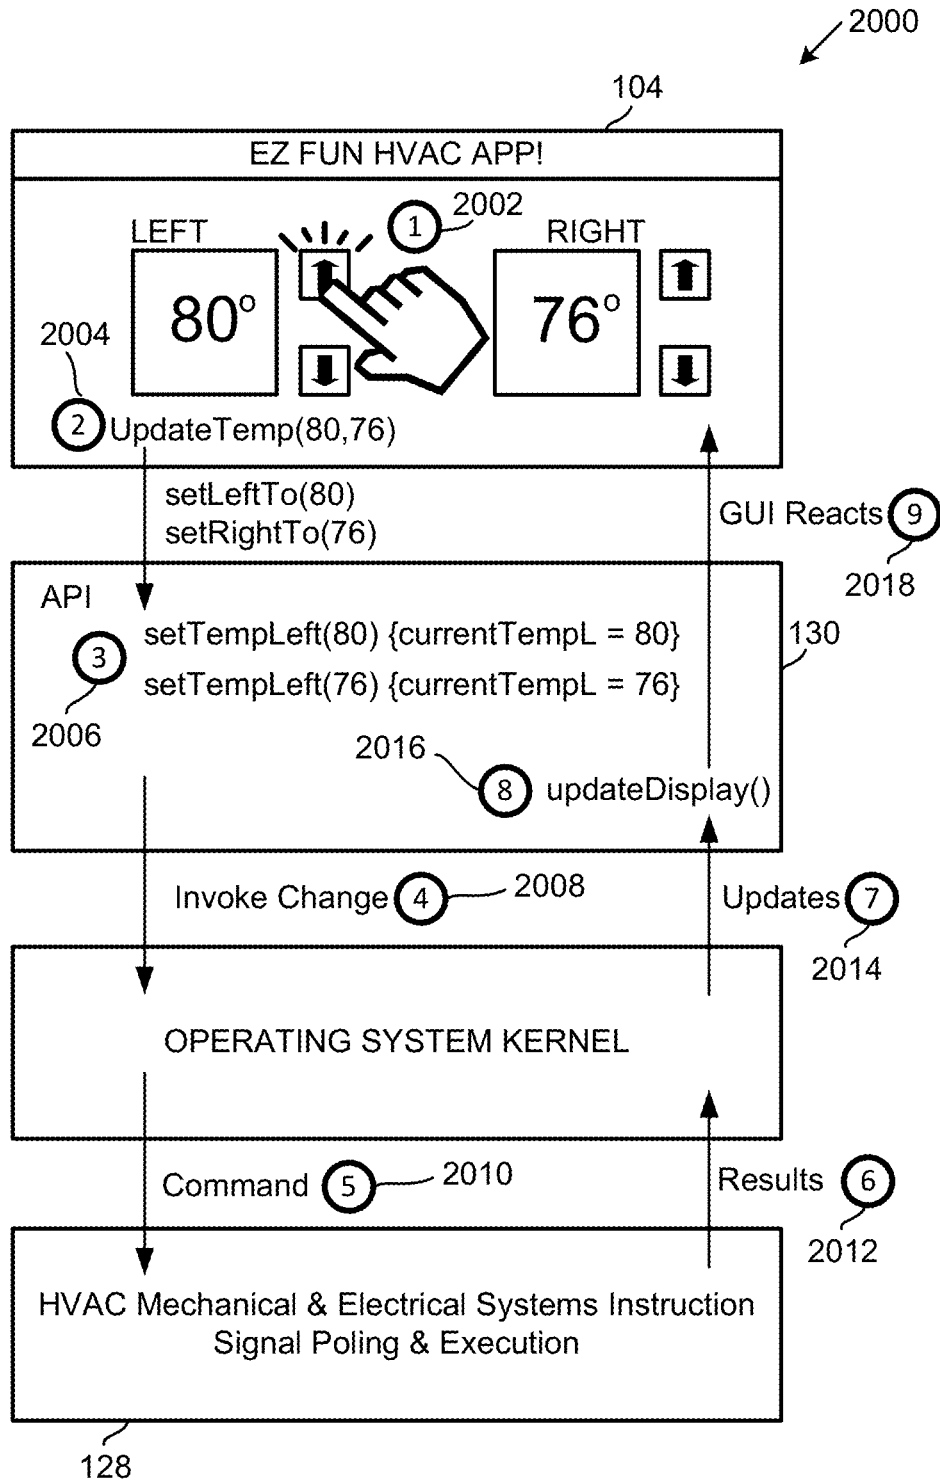 2000
104
EZ FUN HVAC APP!
1 2002
LEFT RIGHT
80° 76°
2004
2 UpdateTemp(80,76)
setLeftTo(80)
setRightTo(76)
GUI Reacts 9
2018
API
130
3 setTempLeft(80) {currentTempL = 80}
setTempLeft(76) {currentTempL = 76}
2006
2016
8 updateDisplay()
Invoke Change 4 2008
Updates 7
2014
OPERATING SYSTEM KERNEL
Command 5 2010
Results 6
2012
HVAC Mechanical & Electrical Systems Instruction
Signal Poling & Execution
128